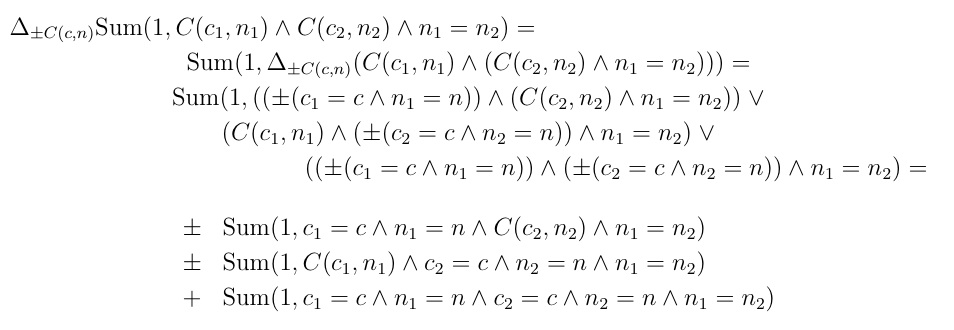 Δ±C(c,n)Sum(1, C(c₁, n₁) ∧ C(c₂, n₂) ∧ n₁ = n₂) =
Sum(1, Δ±C(c,n)(C(c₁, n₁) ∧ (C(c₂, n₂) ∧ n₁ = n₂))) =
Sum(1, ((±(c₁ = c ∧ n₁ = n)) ∧ (C(c₂, n₂) ∧ n₁ = n₂)) ∨
(C(c₁, n₁) ∧ (±(c₂ = c ∧ n₂ = n)) ∧ n₁ = n₂) ∨
((±(c₁ = c ∧ n₁ = n)) ∧ (±(c₂ = c ∧ n₂ = n)) ∧ n₁ = n₂) =
± Sum(1, c₁ = c ∧ n₁ = n ∧ C(c₂, n₂) ∧ n₁ = n₂)
± Sum(1, C(c₁, n₁) ∧ c₂ = c ∧ n₂ = n ∧ n₁ = n₂)
+ Sum(1, c₁ = c ∧ n₁ = n ∧ c₂ = c ∧ n₂ = n ∧ n₁ = n₂)